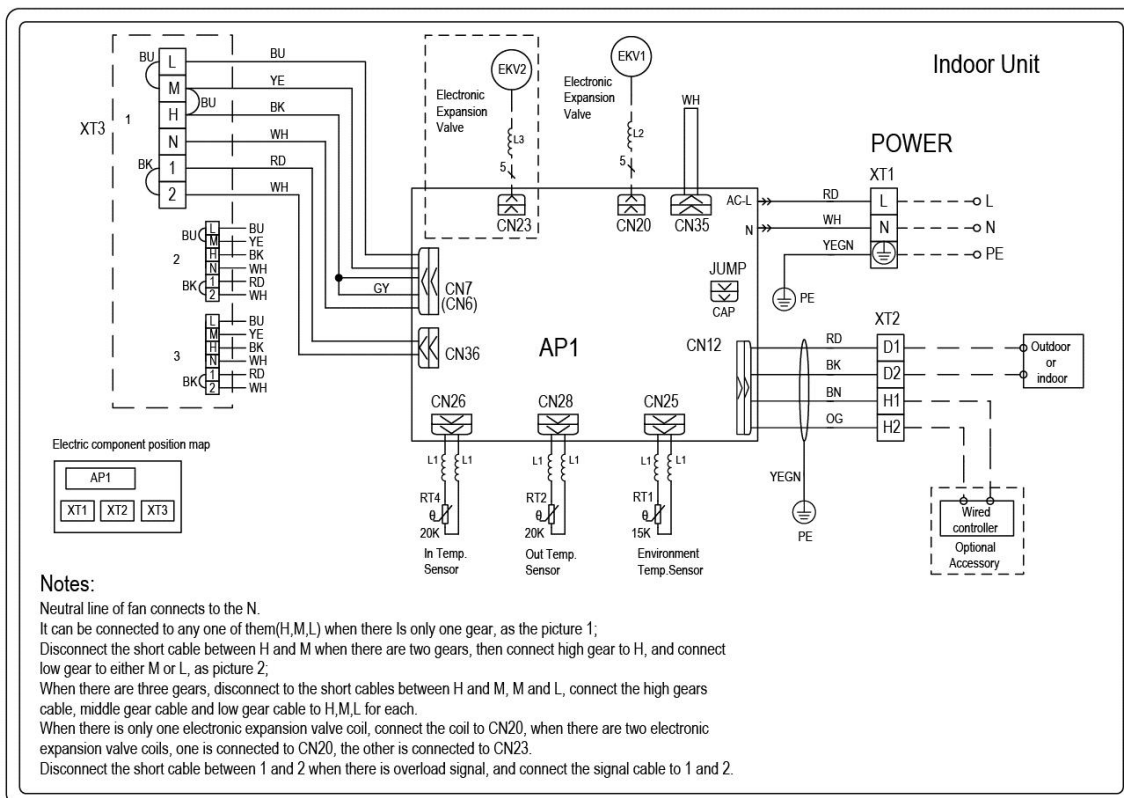 Indoor Unit
XT3
1
BU
BU
BK
L
M
H
N
1
2
BU
YE
BK
WH
RD
WH
2
BU
BK
L
M
H
N
1
2
BU
YE
BK
WH
RD
WH
3
BK
L
M
H
N
1
2
BU
YE
BK
WH
RD
WH
EKV2
Electronic
Expansion
Valve
L3
5
CN23
EKV1
Electronic
Expansion
Valve
L2
5
CN20
WH
CN35
GY
CN7
(CN6)
CN36
AP1
AC-L
N
JUMP
CAP
CN12
POWER
XT1
RD
L
L
WH
N
N
YEGN
PE
PE
XT2
RD
D1
BK
D2
BN
H1
OG
H2
YEGN
PE
Outdoor
or
indoor
Wired
controller
Optional
Accessory
CN26
L1
L1
RT4
θ
20K
In Temp.
Sensor
CN28
L1
L1
RT2
θ
20K
Out Temp.
Sensor
CN25
L1
L1
RT1
θ
15K
Environment
Temp.Sensor
Electric component position map
AP1
XT1 XT2 XT3
Notes:
Neutral line of fan connects to the N.
It can be connected to any one of them(H,M,L) when there Is only one gear, as the picture 1;
Disconnect the short cable between H and M when there are two gears, then connect high gear to H, and connect
low gear to either M or L, as picture 2;
When there are three gears, disconnect to the short cables between H and M, M and L, connect the high gears
cable, middle gear cable and low gear cable to H,M,L for each.
When there is only one electronic expansion valve coil, connect the coil to CN20, when there are two electronic
expansion valve coils, one is connected to CN20, the other is connected to CN23.
Disconnect the short cable between 1 and 2 when there is overload signal, and connect the signal cable to 1 and 2.